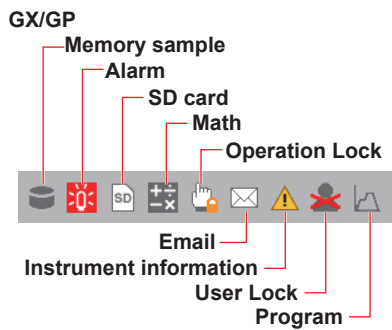 GX/GP
Memory sample
Alarm
SD card
Math
Operation Lock
SD
Email
Instrument information
User Lock
Program